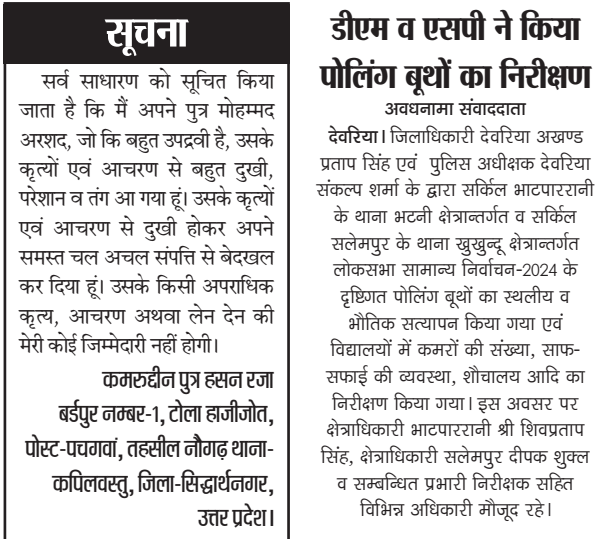 सूचना
सर्व साधारण को सूचित किया
जाता है कि मैं अपने पुत्र मोहम्मद
अरशद, जो कि बहुत उपद्रवी है, उसके
कृत्यों एवं आचरण से बहुत दुखी,
परेशान व तंग आ गया हूं। उसके कृत्यों
एवं आचरण से दुखी होकर अपने
समस्त चल अचल संपत्ति से बेदखल
कर दिया हूं। उसके किसी अपराधिक
कृत्य, आचरण अथवा लेन देन की
मेरी कोई जिम्मेदारी नहीं होगी।
कमरुद्दीन पुत्र हसन रजा
बर्डपुर नम्बर-1, टोला हाजीजोत,
पोस्ट-पचगवां, तहसील नौगढ़ थाना-
कपिलवस्तु, जिला-सिद्धार्थनगर,
उत्तर प्रदेश।
डीएम व एसपी ने किया
पोलिंग बूथों का निरीक्षण
अवधनामा संवाददाता
देवरिया। जिलाधिकारी देवरिया अखण्ड
प्रताप सिंह एवं पुलिस अधीक्षक देवरिया
संकल्प शर्मा के द्वारा सर्किल भाटपाररानी
के थाना भटनी क्षेत्रान्तर्गत व सर्किल
सलेमपुर के थाना खुखुन्दू क्षेत्रान्तर्गत
लोकसभा सामान्य निर्वाचन-2024 के
दृष्टिगत पोलिंग बूथों का स्थलीय व
भौतिक सत्यापन किया गया एवं
विद्यालयों में कमरों की संख्या, साफ-
सफाई की व्यवस्था, शौचालय आदि का
निरीक्षण किया गया। इस अवसर पर
क्षेत्राधिकारी भाटपाररानी श्री शिवप्रताप
सिंह, क्षेत्राधिकारी सलेमपुर दीपक शुक्ल
व सम्बन्धित प्रभारी निरीक्षक सहित
विभिन्न अधिकारी मौजूद रहे।